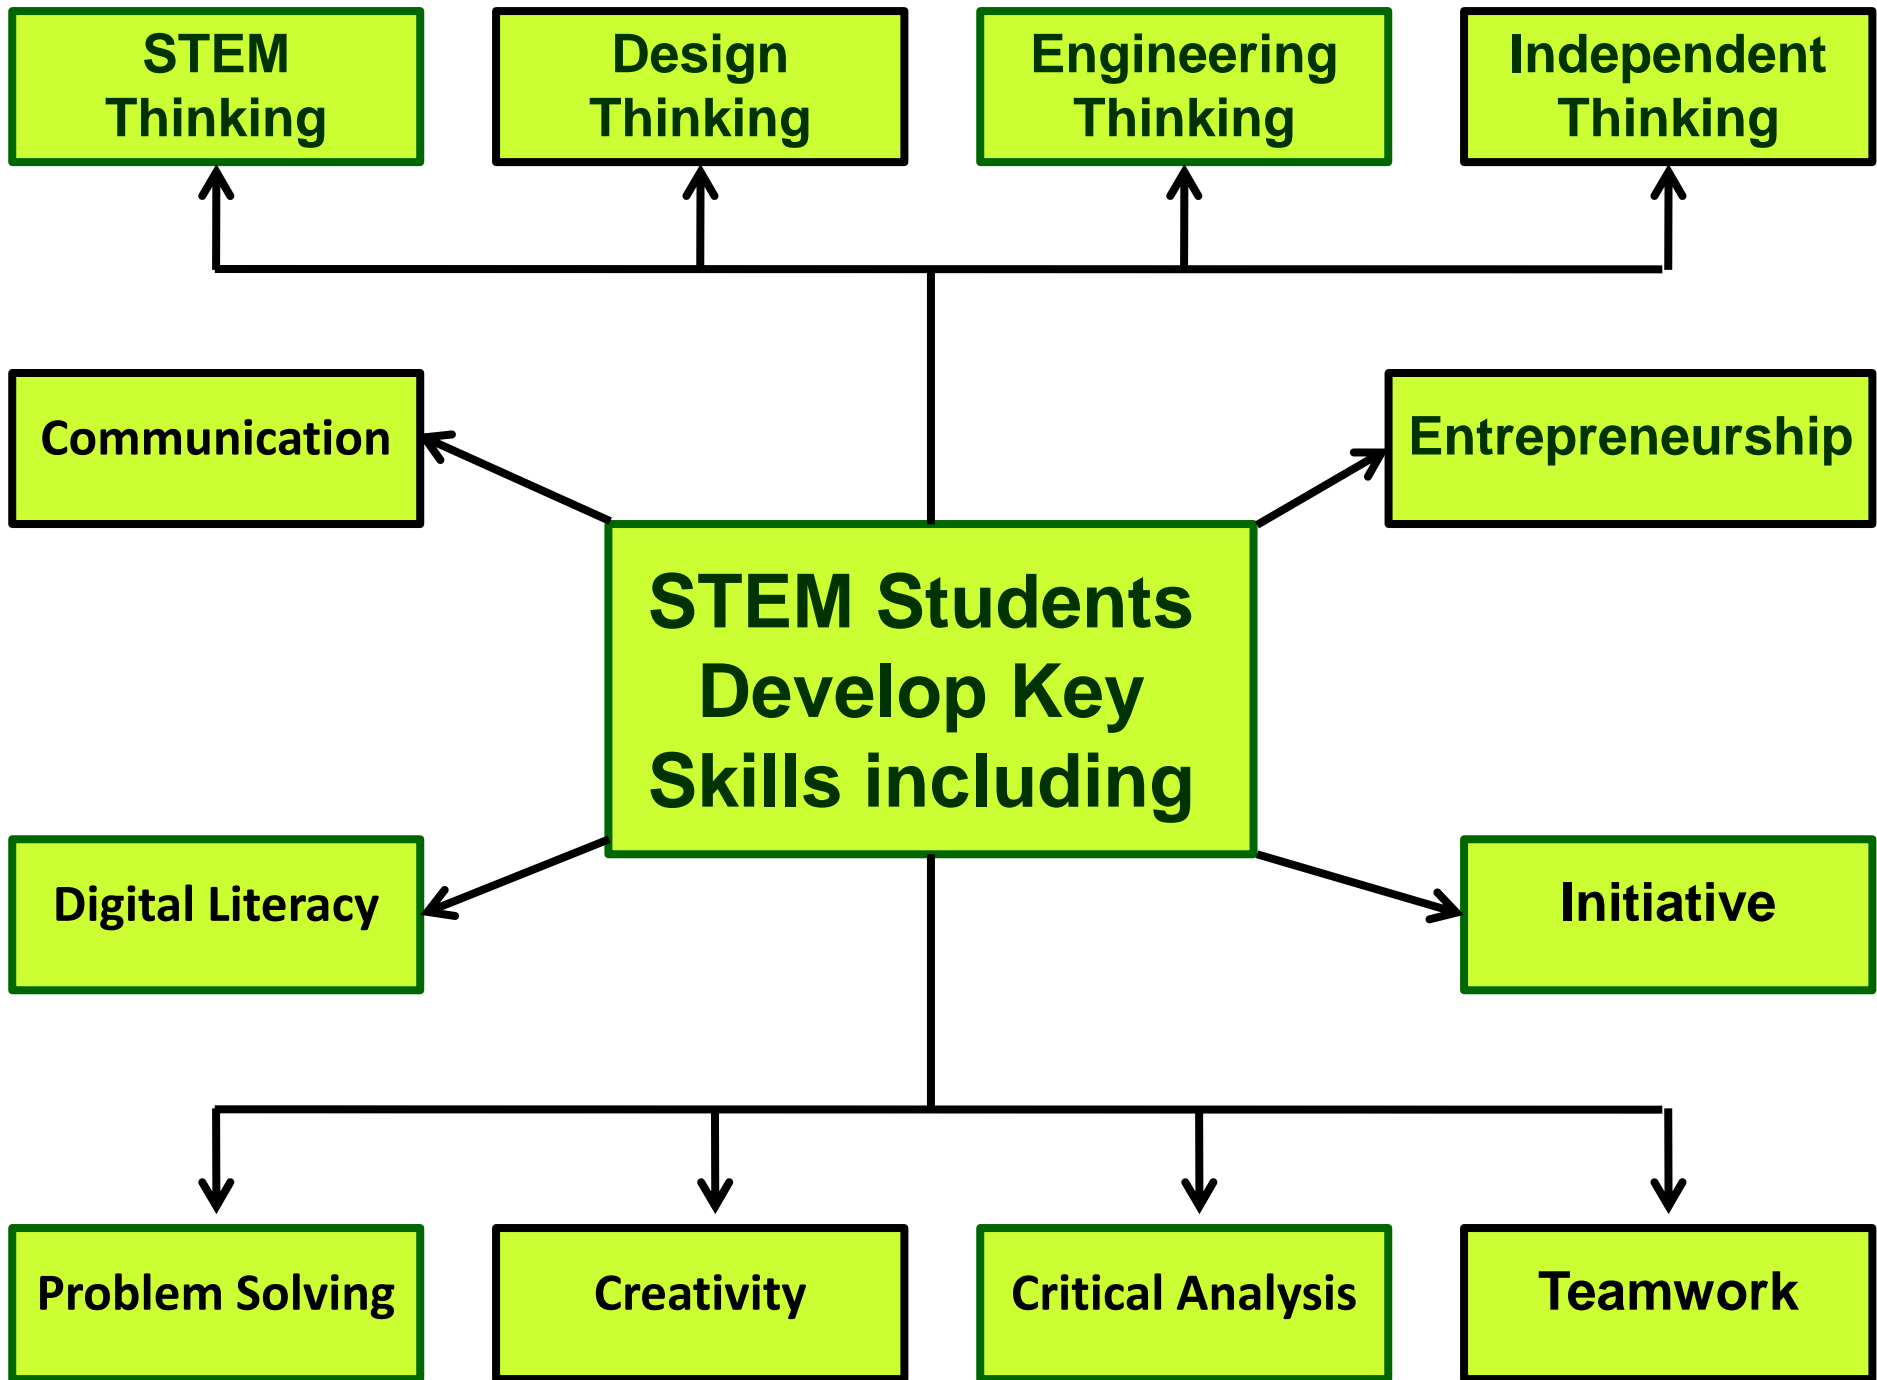 STEM
Thinking
Design
Thinking
Engineering
Thinking
Independent
Thinking
Communication
Entrepreneurship
STEM Students
Develop Key
Skills including
Digital Literacy
Initiative
Problem Solving
Creativity
Critical Analysis
Teamwork